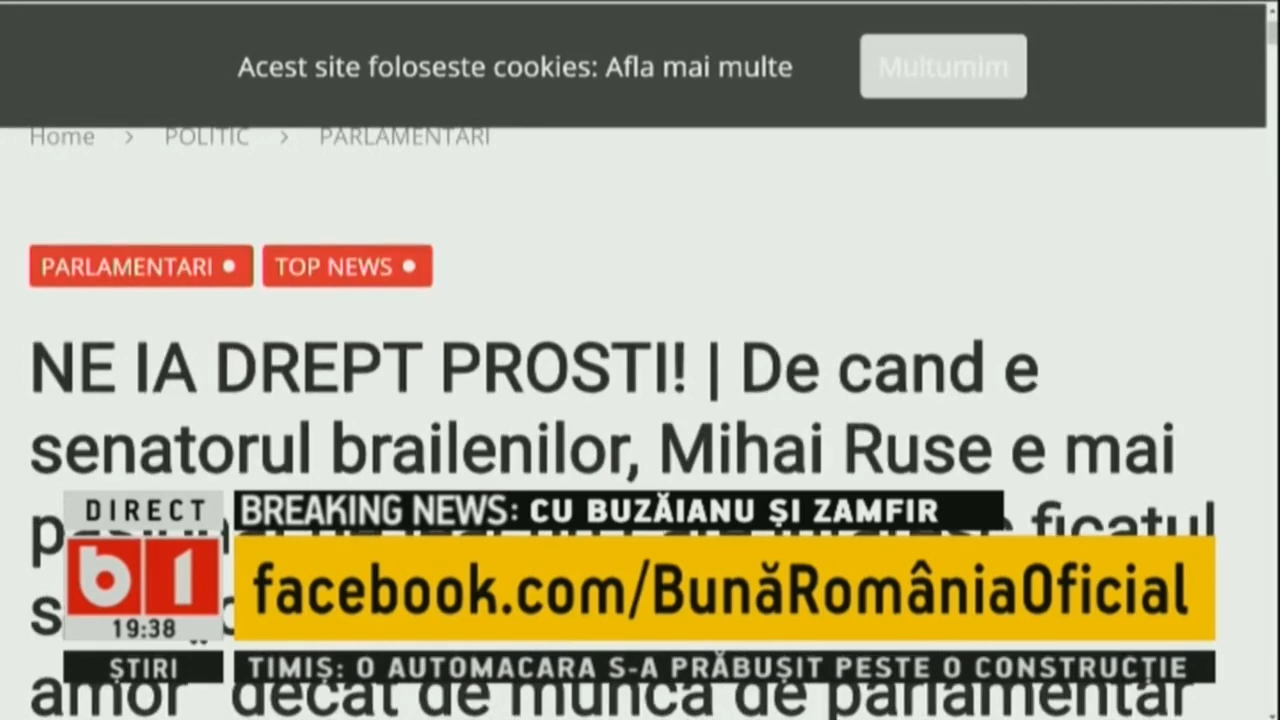 Acest site foloseste cookies: Afla mai multe Multumim
Home > POLITIC > PARLAMENTARI
PARLAMENTARI TOP NEWS
NE IA DREPT PROSTI! | De cand e
senatorul brailenilor, Mihai Ruse e mai
ficatul
DIRECT BREAKING NEWS: CU BUZĂIANU ȘI ZAMFIR
b1 facebook.com/BunăRomâniaOficial
19:38
ȘTIRI TIMIȘ: O AUTOMACARA S-A PRĂBUȘIT PESTE O CONSTRUCȚIE
amor" decat de munca de parlamentar